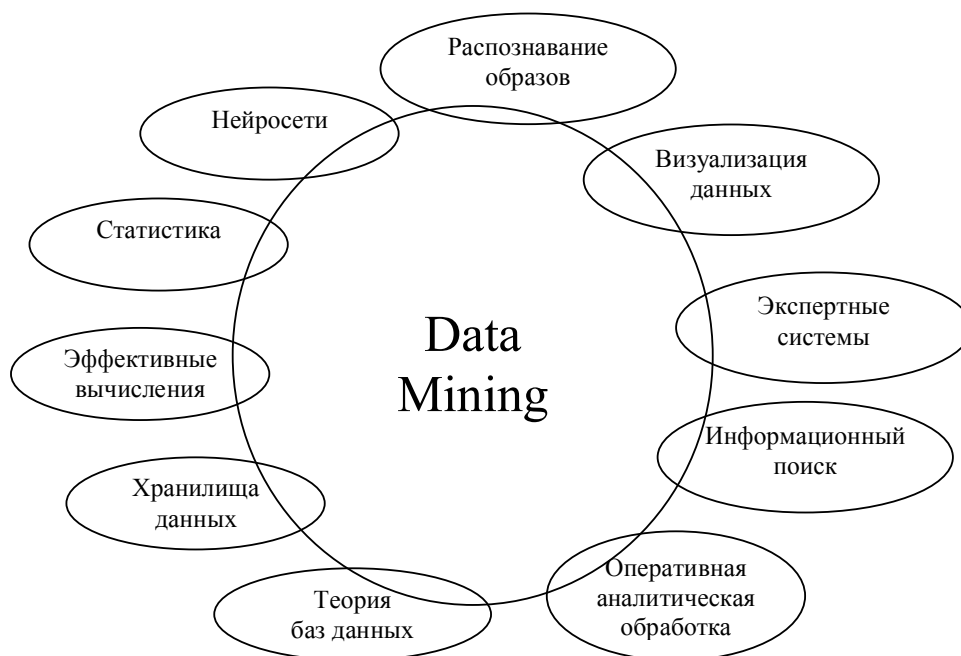 Распознавание
образов
Нейросети
Визуализация
данных
Статистика
Экспертные
системы
Data
Mining
Эффективные
вычисления
Информационный
поиск
Хранилища
данных
Оперативная
аналитическая
обработка
Теория
баз данных